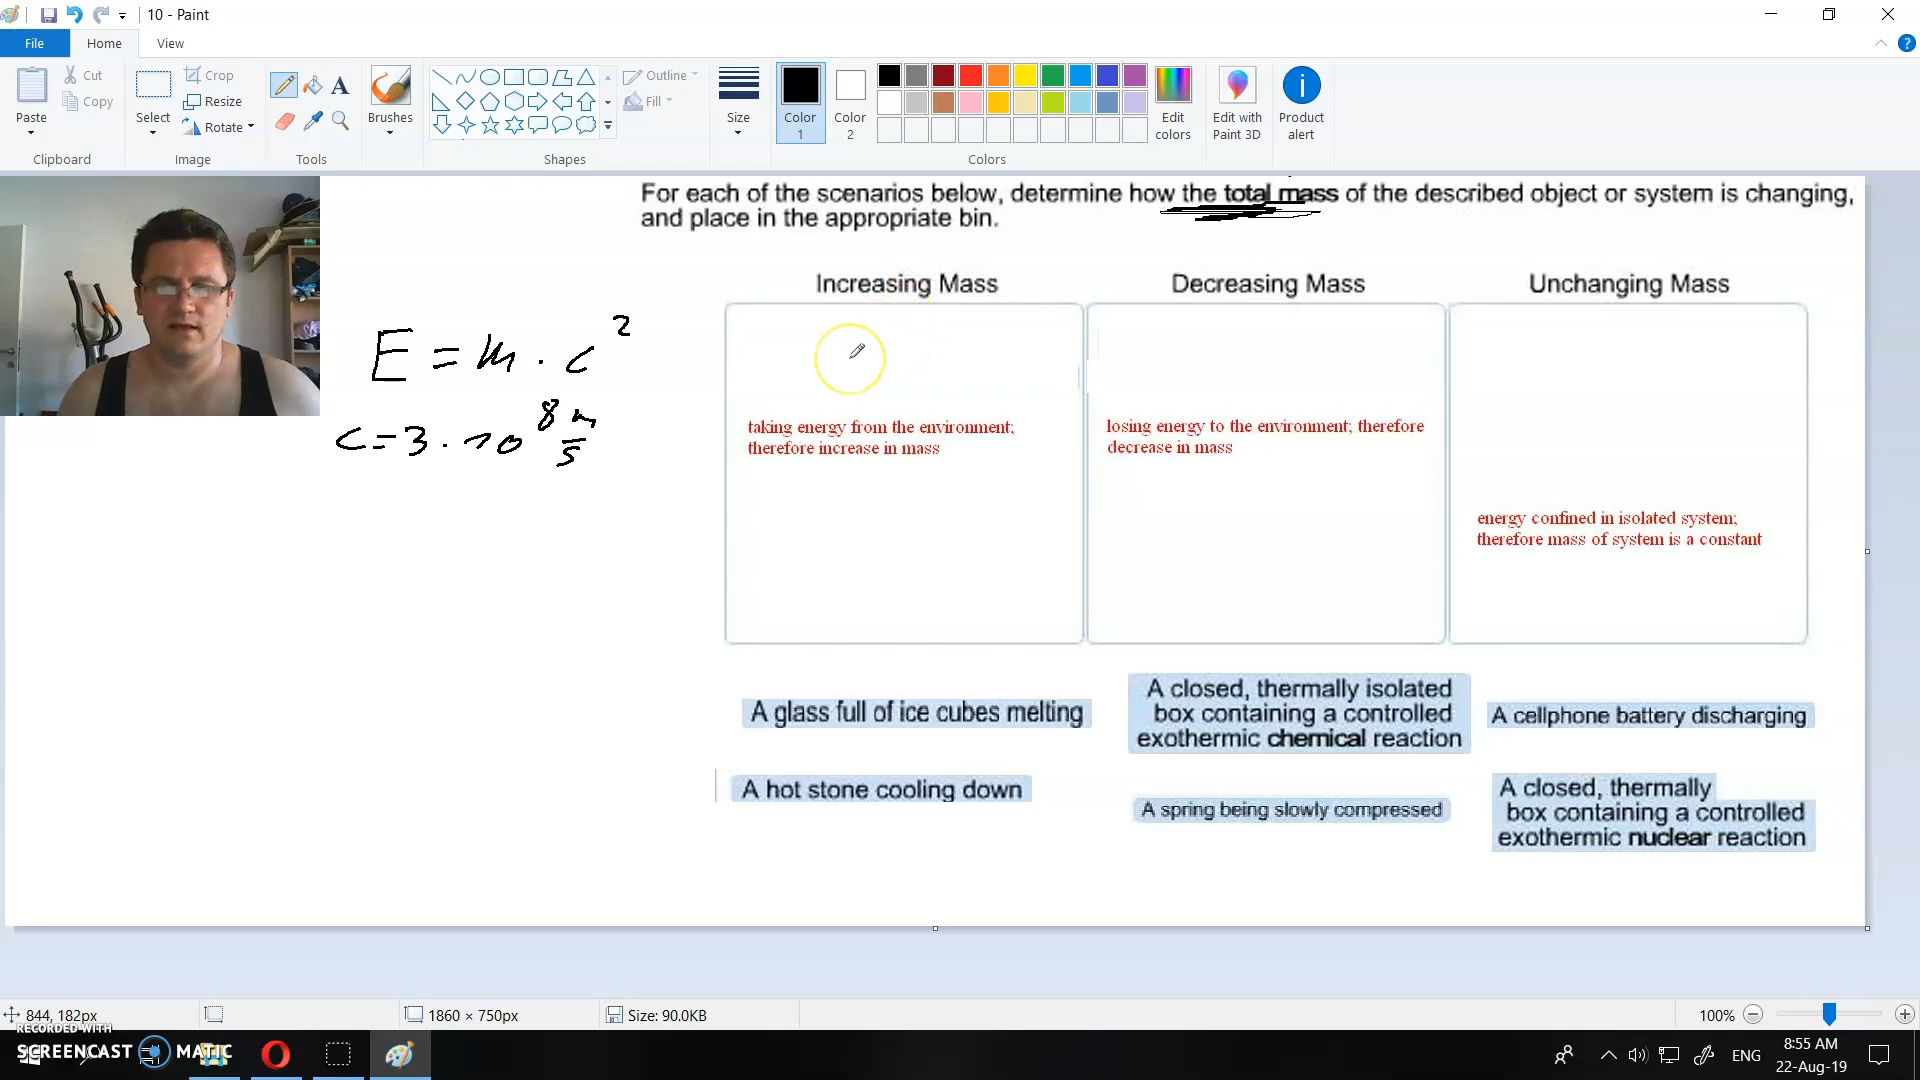 10 - Paint
File
Home
View
Paste
Cut
Copy
Clipboard
Select
Crop
Resize
Rotate
Image
A
Tools
Brushes
Outline
Fill
Shapes
Size
Color
1
Color
2
Edit
colors
Colors
Edit with
Paint 3D
Product
alert
For each of the scenarios below, determine how the total mass of the described object or system is changing,
and place in the appropriate bin.
Increasing Mass
Decreasing Mass
Unchanging Mass
E = m · c²
c = 3 · 10⁸ m/s
taking energy from the environment;
therefore increase in mass
losing energy to the environment; therefore
decrease in mass
energy confined in isolated system;
therefore mass of system is a constant
A glass full of ice cubes melting
A closed, thermally isolated
box containing a controlled
exothermic chemical reaction
A cellphone battery discharging
A hot stone cooling down
A spring being slowly compressed
A closed, thermally
box containing a controlled
exothermic nuclear reaction
844, 182px
1860 × 750px
Size: 90.0KB
100%
RECORDED WITH
SCREENCAST MATIC
ENG
8:55 AM
22-Aug-19